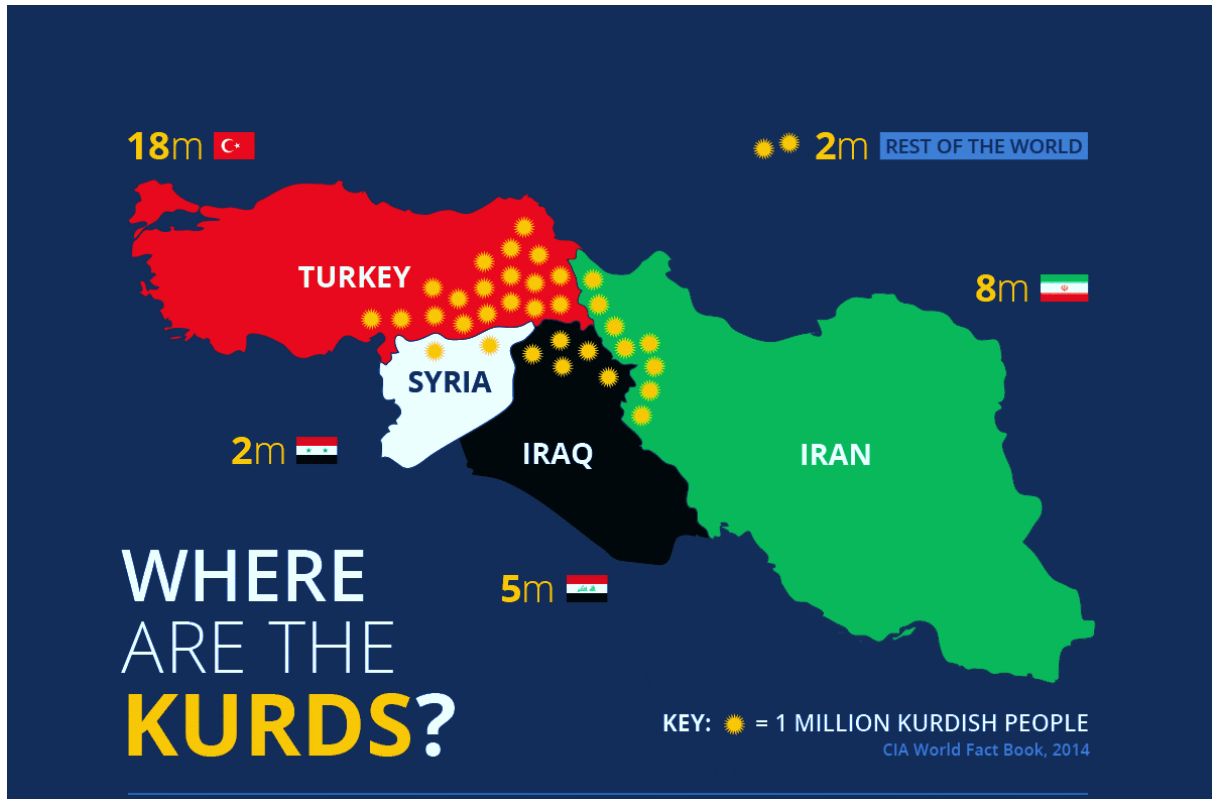 18m
2m REST OF THE WORLD
TURKEY
8m
SYRIA
2m
IRAQ
IRAN
5m
WHERE
ARE THE
KURDS?
KEY: = 1 MILLION KURDISH PEOPLE
CIA World Fact Book, 2014